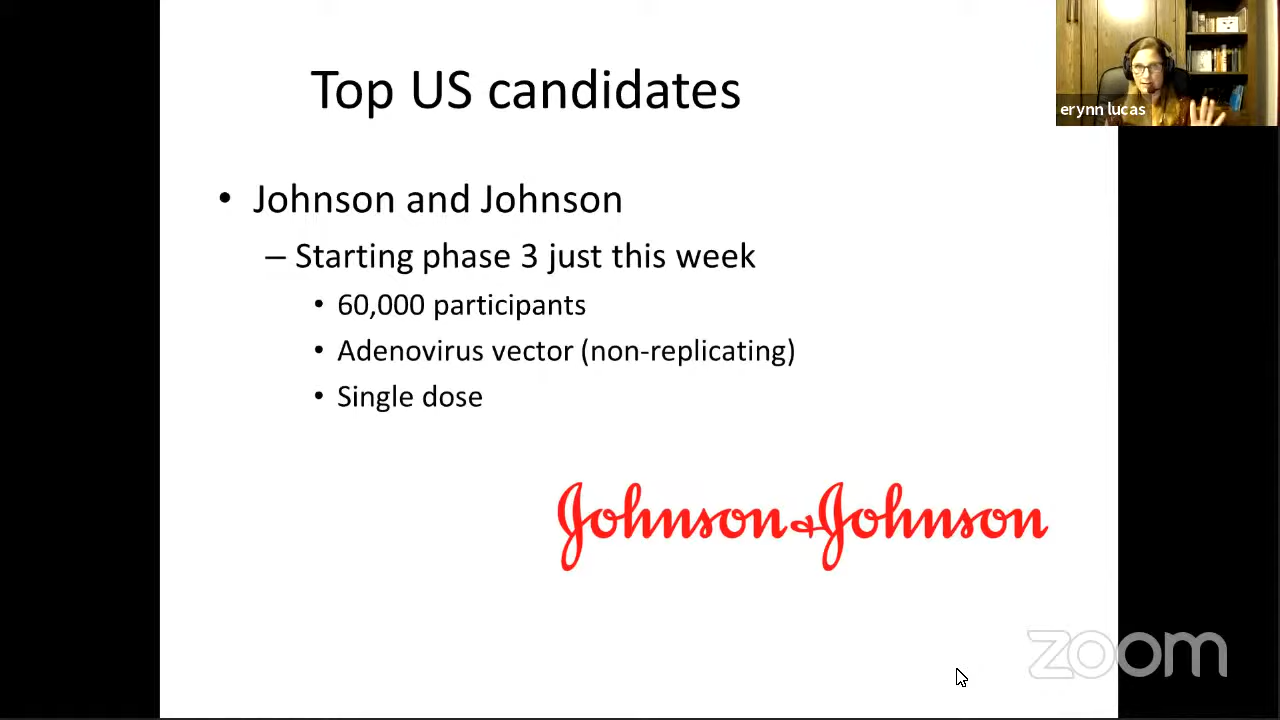 Top US candidates
erynn lucas
• Johnson and Johnson
– Starting phase 3 just this week
• 60,000 participants
• Adenovirus vector (non-replicating)
• Single dose
Johnson & Johnson
zoom